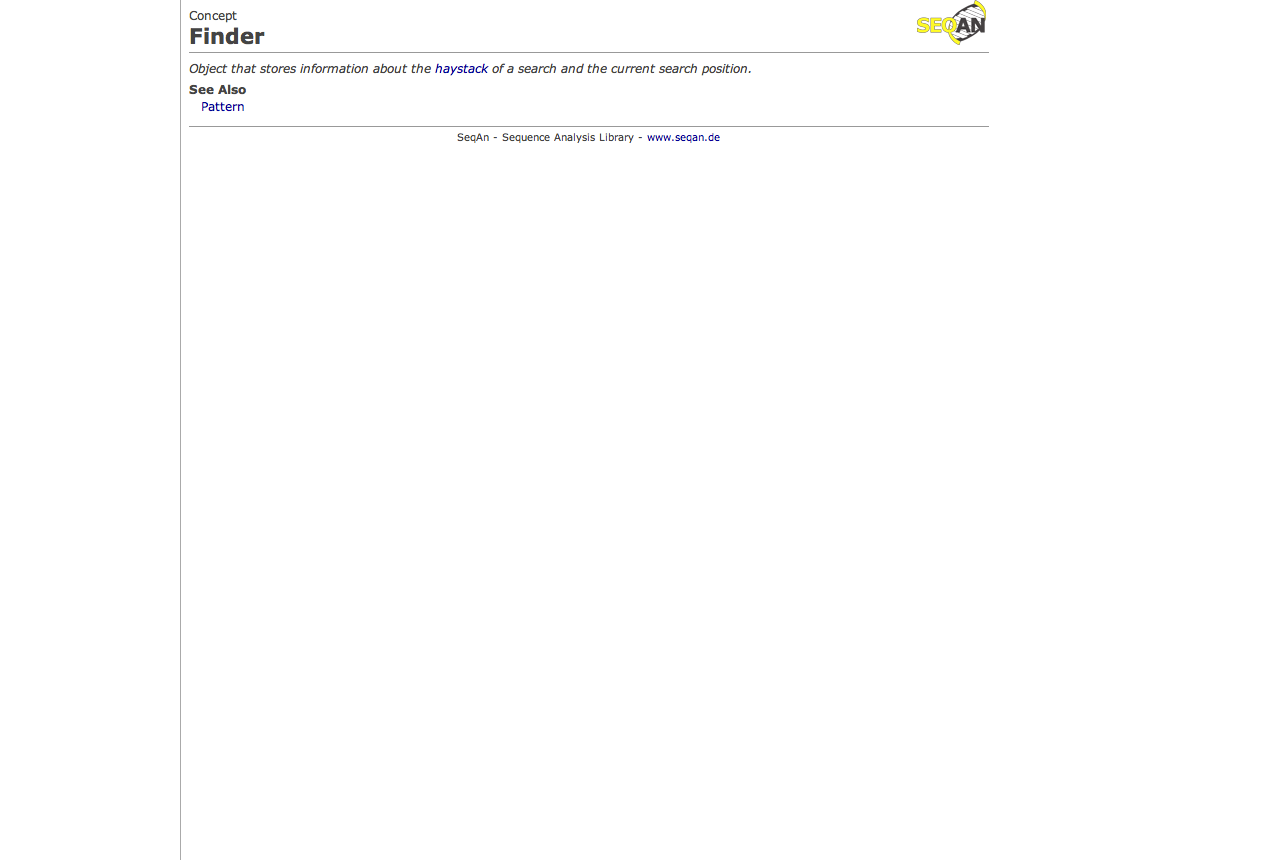 Concept
SEQAN
Finder
Object that stores information about the haystack of a search and the current search position.
See Also
Pattern
SeqAn - Sequence Analysis Library - www.seqan.de